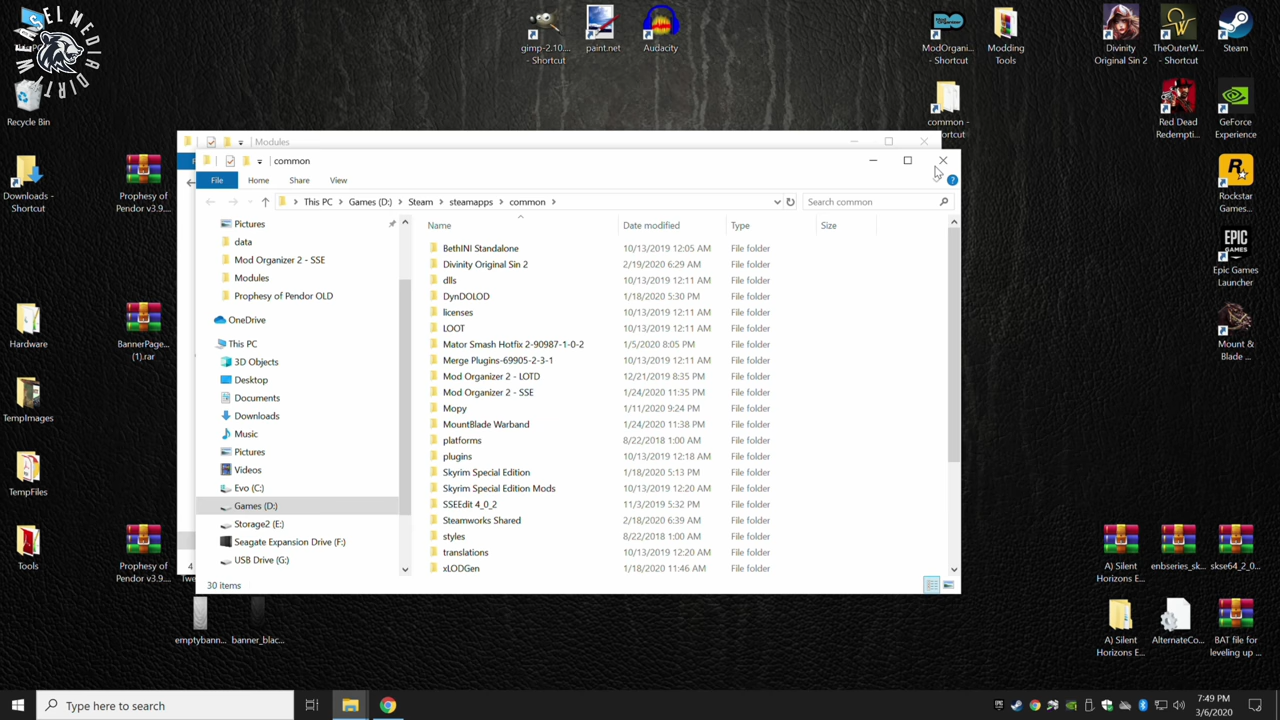 WEASEL MEDIA
DIRTY
Recycle Bin
Downloads -
Shortcut
Prophesy of
Pendor v3.9...
Hardware
BannerPage...
(1).rar
TempImages
TempFiles
Tools
Prophesy of
Pendor v3.9...
emptybann...
banner_blac...
gimp-2.10....
- Shortcut
paint.net
Audacity
ModOrgani...
- Shortcut
Modding
Tools
Divinity
Original Sin 2
TheOuterW...
- Shortcut
Steam
common -
Red Dead
Redempti...
GeForce
Experience
Rockstar
Games...
Epic Games
Launcher
Mount &
Blade ...
A) Silent
Horizons E...
enbseries_sk...
skse64_2_0...
A) Silent
Horizons E...
AlternateCo...
BAT file for
leveling up ...
Modules
common
File
Home
Share
View
This PC
Games (D:)
Steam
steamapps
common
Search common
Pictures
data
Mod Organizer 2 - SSE
Modules
Prophesy of Pendor OLD
OneDrive
This PC
3D Objects
Desktop
Documents
Downloads
Music
Pictures
Videos
Evo (C:)
Games (D:)
Storage2 (E:)
Seagate Expansion Drive (F:)
USB Drive (G:)
Name Date modified Type Size
BethINI Standalone 10/13/2019 12:05 AM File folder
Divinity Original Sin 2 2/19/2020 6:29 AM File folder
dlls 10/13/2019 12:11 AM File folder
DynDOLOD 1/18/2020 5:30 PM File folder
licenses 10/13/2019 12:11 AM File folder
LOOT 10/13/2019 12:11 AM File folder
Mator Smash Hotfix 2-90987-1-0-2 1/5/2020 8:05 PM File folder
Merge Plugins-69905-2-3-1 10/13/2019 12:11 AM File folder
Mod Organizer 2 - LOTD 12/21/2019 8:35 PM File folder
Mod Organizer 2 - SSE 1/24/2020 11:35 PM File folder
Mopy 1/11/2020 9:24 PM File folder
MountBlade Warband 1/24/2020 11:38 PM File folder
platforms 8/22/2018 1:00 AM File folder
plugins 10/13/2019 12:18 AM File folder
Skyrim Special Edition 1/18/2020 5:13 PM File folder
Skyrim Special Edition Mods 10/13/2019 12:20 AM File folder
SSEEdit 4_0_2 11/3/2019 5:32 PM File folder
Steamworks Shared 2/18/2020 6:39 AM File folder
styles 8/22/2018 1:00 AM File folder
translations 10/13/2019 12:20 AM File folder
xLODGen 1/18/2020 11:46 AM File folder
30 items
Type here to search
7:49 PM
3/6/2020